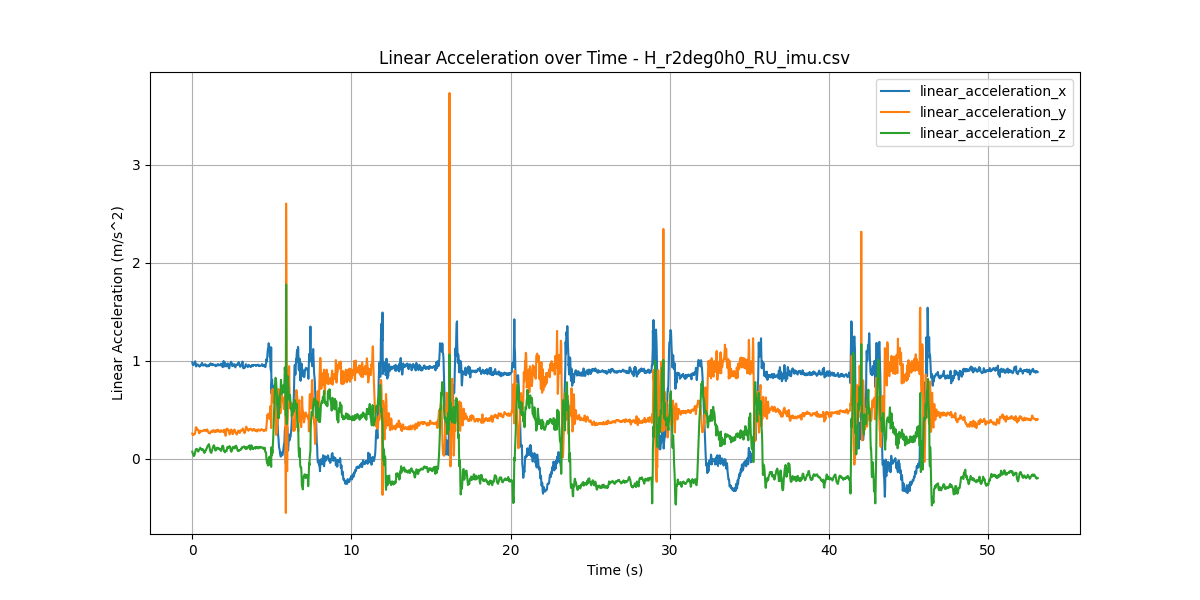 Linear Acceleration over Time - H_r2deg0h0_RU_imu.csv
linear_acceleration_x
linear_acceleration_y
linear_acceleration_z
Linear Acceleration (m/s^2)
3
2
1
0
0 10 20 30 40 50
Time (s)